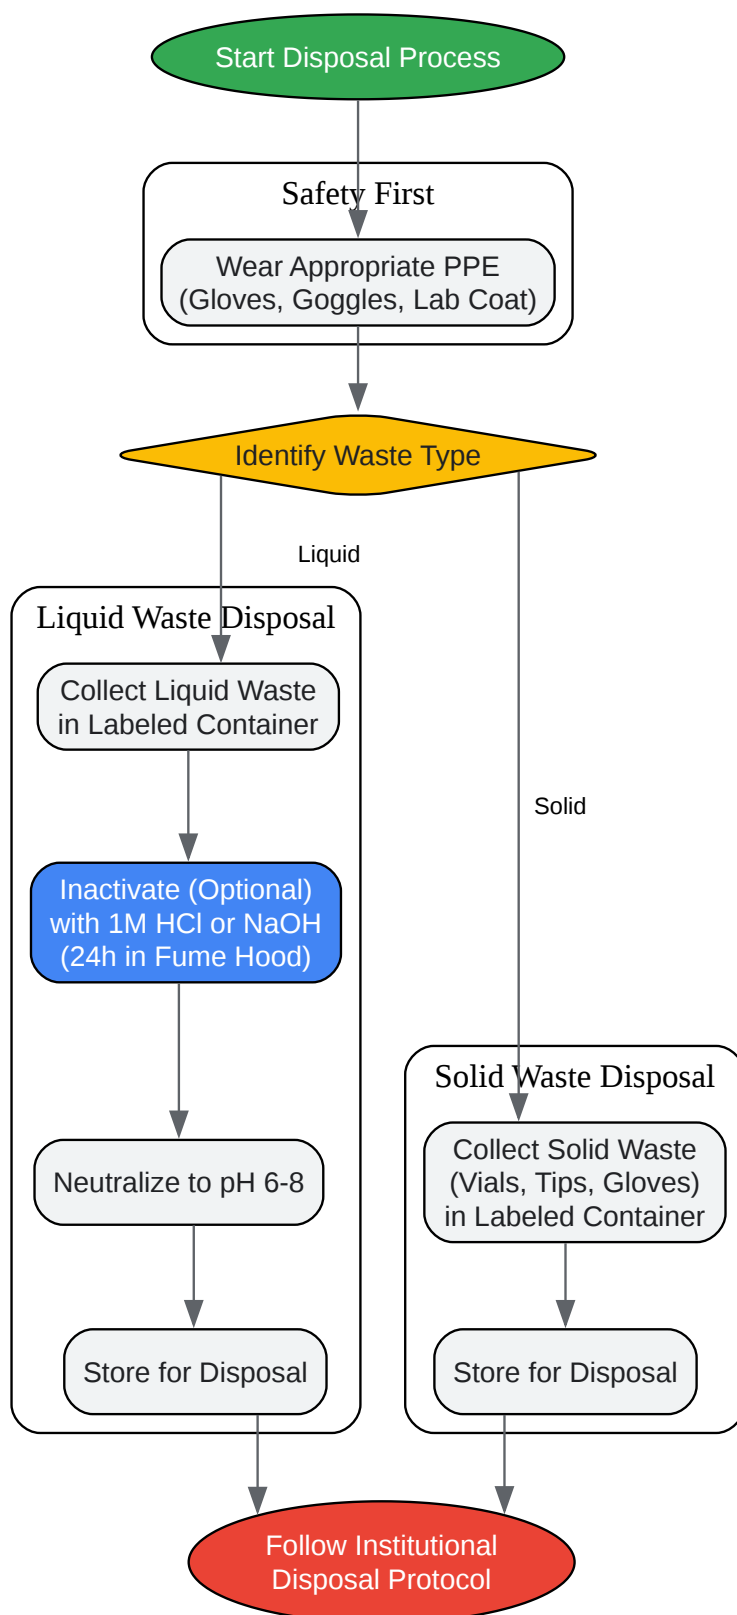 Start Disposal Process
Safety First
Wear Appropriate PPE
(Gloves, Goggles, Lab Coat)
Identify Waste Type
Liquid
Liquid Waste Disposal
Collect Liquid Waste
in Labeled Container
Inactivate (Optional)
with 1M HCl or NaOH
(24h in Fume Hood)
Neutralize to pH 6-8
Store for Disposal
Solid
Solid Waste Disposal
Collect Solid Waste
(Vials, Tips, Gloves)
in Labeled Container
Store for Disposal
Follow Institutional
Disposal Protocol